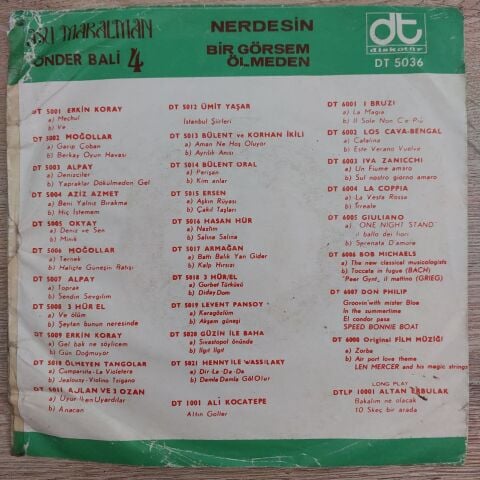 MARALMAN
ÖNDER BALİ 4
NERDESİN
BİR GÖRSEM
ÖLMEDEN
dt
diskotür
DT 5036
DT 5001 ERKİN KORAY
a) Meçhul
b) Ve
DT 5002 MOĞOLLAR
a) Garip Çoban
b) Berkay Oyun Havası
DT 5003 ALPAY
a) Denizciler
b) Yapraklar Dökülmeden Gel
DT 5004 AZİZ AZMET
a) Beni Yalnız Bırakma
b) Hiç İstemem
DT 5005 OKTAY
a) Deniz ve Sen
b) Minik
DT 5006 MOĞOLLAR
a) Ternek
b) Haliçte Güneşin Batışı
DT 5007 ALPAY
a) Toprak
b) Sendin Sevgilim
DT 5008 3 HÜR EL
a) Ve ölüm
b) Şeytan bunun neresinde
DT 5009 ERKİN KORAY
a) Gel bak ne söylicem
b) Gün Doğmuyor
DT 5010 ÖLMEYEN TANGOLAR
a) Cumparsita-La Violetera
b) Jealousy-Violino Tzigano
DT 5011 AJLAN VE 3 OZAN
a) Uyur İken Uyardılar
b) Anacan
DT 5012 ÜMİT YAŞAR
İstanbul Şiirleri
DT 5013 BÜLENT ve KORHAN İKİLİ
a) Aman Ne Hoş Oluyor
b) Ayrılık Anısı
DT 5014 BÜLENT ORAL
a) Perişan
b) Kim anlar
DT 5015 ERSEN
a) Aşkın Rüyası
b) Çakıl Taşları
DT 5016 HASAN HÜR
a) Nazlım
b) Salına Salına
DT 5017 ARMAĞAN
a) Battı Balık Yan Gider
b) Kalp Hırsızı
DT 5018 3 HÜR/EL
a) Gurbet Türküsü
b) Didey Dom
DT 5019 LEVENT PANSOY
a) Karagözlüm
b) Akşam güneşi
DT 5020 GÜZİN İLE BAHA
a) Sivastopol önünde
b) Ilgıt Ilgıt
DT 5021 HENNY İLE WASSILAKY
a) Dir-La-Da-Da
b) Damla Damla Göl Olur
DT 1001 ALİ KOCATEPE
Altın Goller
DT 6001 I BRUZI
a) La Magia
b) Il Sole Non C'e Più
DT 6002 LOS CAVA-BENGAL
a) Catalina
b) Este Verano Vuelve
DT 6003 IVA ZANICCHI
a) Un Fiume amaro
b) Sul nostro giorno amaro
DT 6004 LA COPPIA
a) La Vesta Rossa
b) Irreale
DT 6005 GIULIANO
a) "ONE NIGHT STAND"
il ballo dei fiori
b) Serenata D'amore
DT 6006 BOB MICHAELS
a) The new classical musicologists
b) Toccata in fugue (BACH)
"Peer Gynt, il mattino (GRIEG)
DT 6007 DON PHILIP
Groovin'with mister Bloe
In the summertime
El condor pasa
SPEED BONNIE BOAT
DT 6008 Original FİLM MÜZİĞİ
a) Zorba
b) Air port love theme
LEN MERCER and his magic strings
LONG PLAY
DTLP 10001 ALTAN ERBULAK
Bakalım ne olacak
10 Skeç bir arada